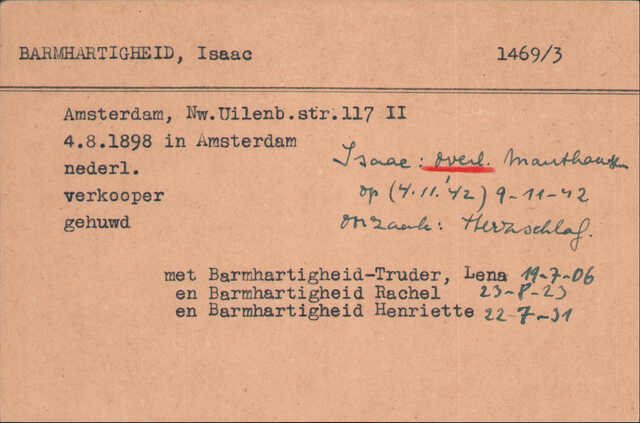 BARMHARTIGHEID, Isaac 1469/3
Amsterdam, Nw.Uilenb.str.117 II
4.8.1898 in Amsterdam
nederl. Isaac: overl. Mauthausen
verkooper op (4.11.'42) 9-11-42
gehuwd oorzaak: Herzschlag.
met Barmhartigheid-Truder, Lena 19-7-06
en Barmhartigheid Rachel 23-8-23
en Barmhartigheid Henriette 22-7-31